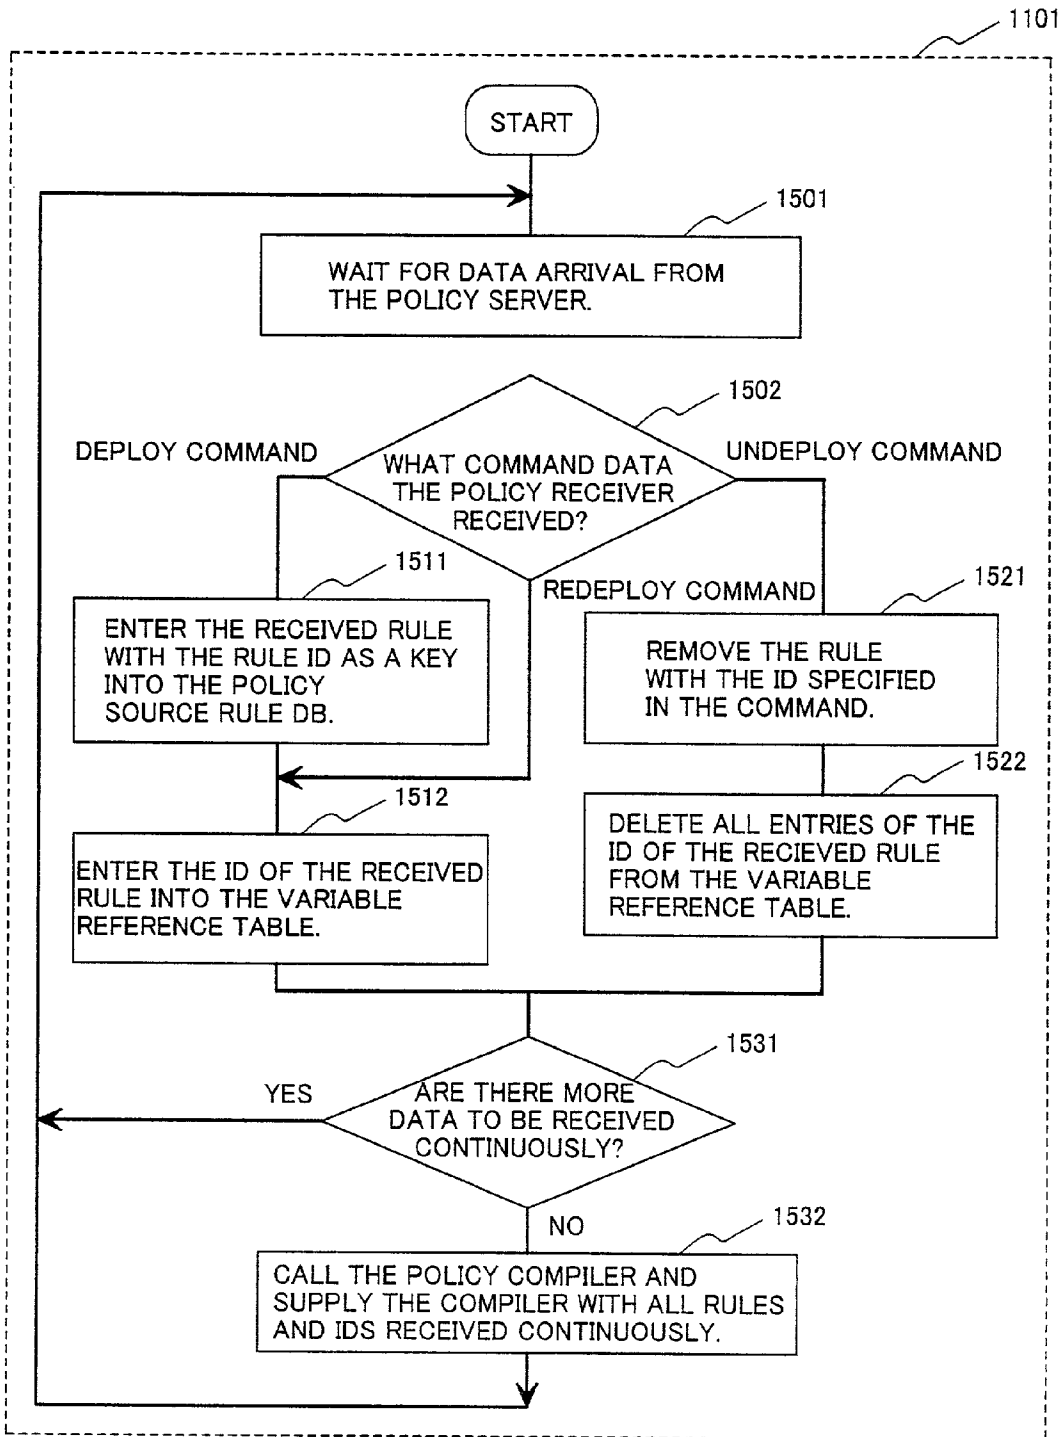 1101
START
1501
WAIT FOR DATA ARRIVAL FROM
THE POLICY SERVER.
1502
DEPLOY COMMAND
UNDEPLOY COMMAND
WHAT COMMAND DATA
THE POLICY RECEIVER
RECEIVED?
1511
REDEPLOY COMMAND
1521
ENTER THE RECEIVED RULE
WITH THE RULE ID AS A KEY
INTO THE POLICY
SOURCE RULE DB.
REMOVE THE RULE
WITH THE ID SPECIFIED
IN THE COMMAND.
1512
1522
ENTER THE ID OF THE RECEIVED
RULE INTO THE VARIABLE
REFERENCE TABLE.
DELETE ALL ENTRIES OF THE
ID OF THE RECIEVED RULE
FROM THE VARIABLE
REFERENCE TABLE.
1531
YES
ARE THERE MORE
DATA TO BE RECEIVED
CONTINUOUSLY?
NO
1532
CALL THE POLICY COMPILER AND
SUPPLY THE COMPILER WITH ALL RULES
AND IDS RECEIVED CONTINUOUSLY.